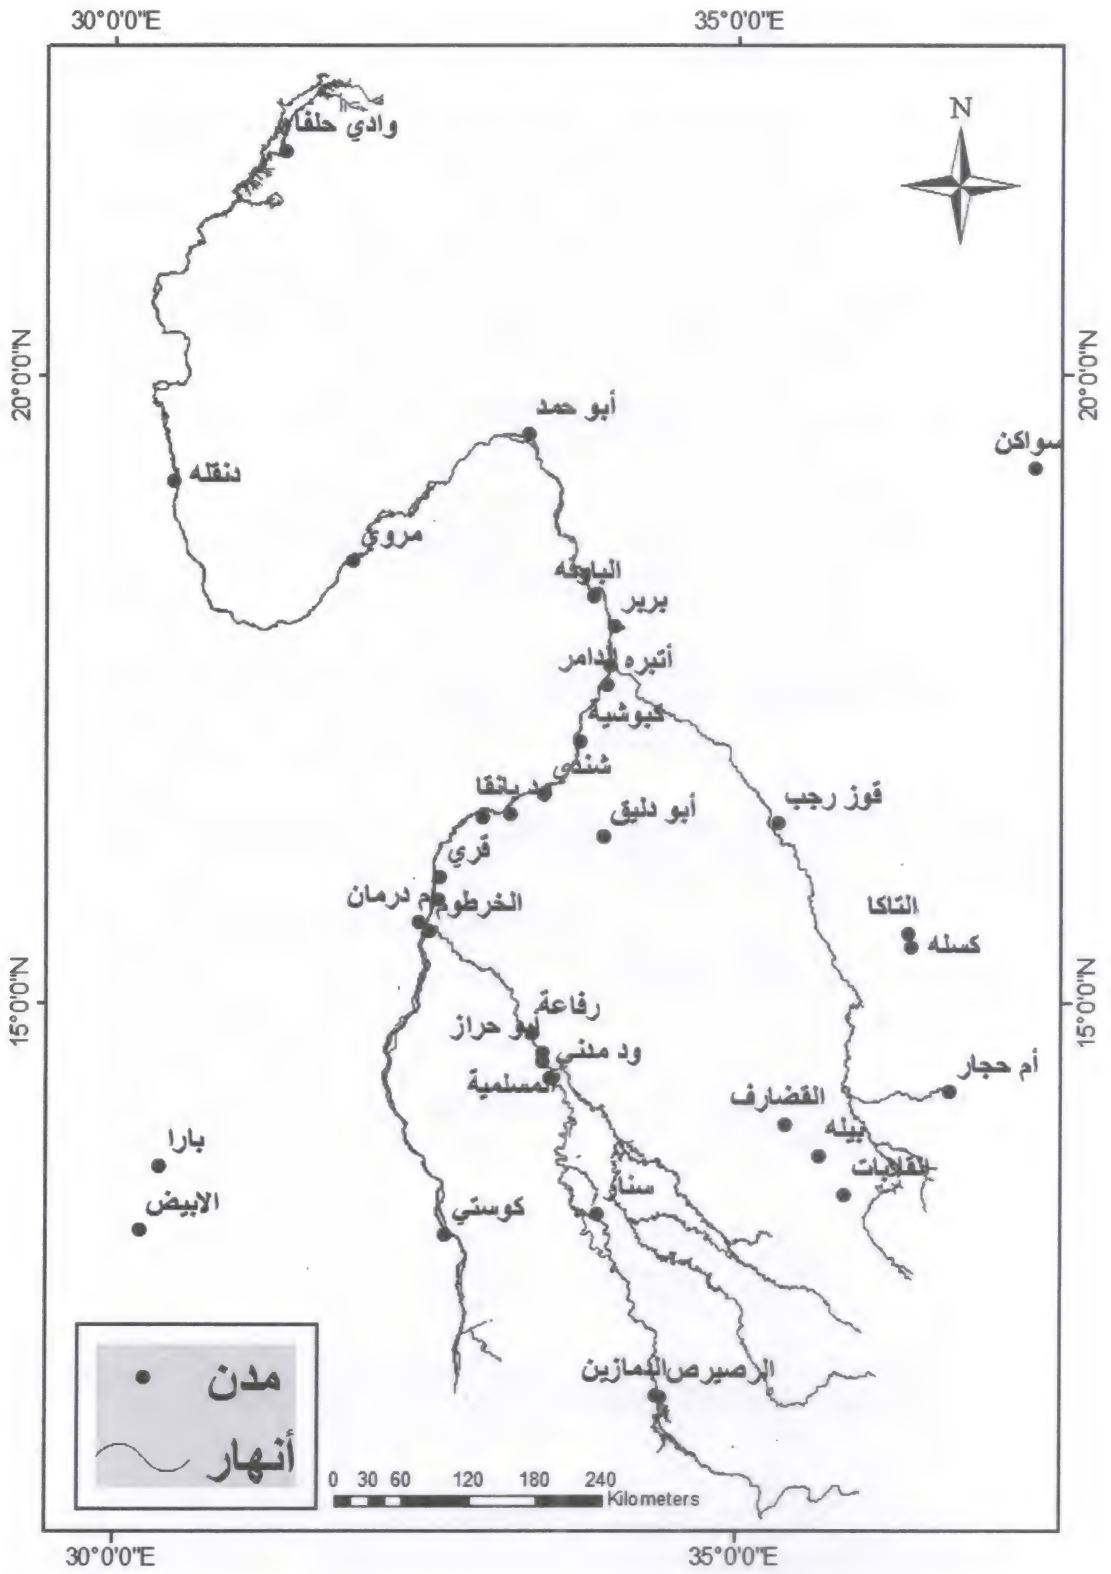 30°0'0"E
35°0'0"E
N
وادي حلفا
20°0'0"N
20°0'0"N
أبو حمد
سواكن
دنقله
مروي
الباوقه
بربر
أتبره
الدامر
كبوشية
شندي
د بانقا
أبو دليق
قوز رجب
قري
أم درمان
الخرطوم
التاكا
كسله
15°0'0"N
15°0'0"N
رفاعة
أبو حراز
ود مدني
المسلمية
أم حجار
القضارف
بيله
القلابات
بارا
سنار
الابيض
كوستي
الرصيرص
الدمازين
مدن
أنهار
0 30 60 120 180 240
Kilometers
30°0'0"E
35°0'0"E